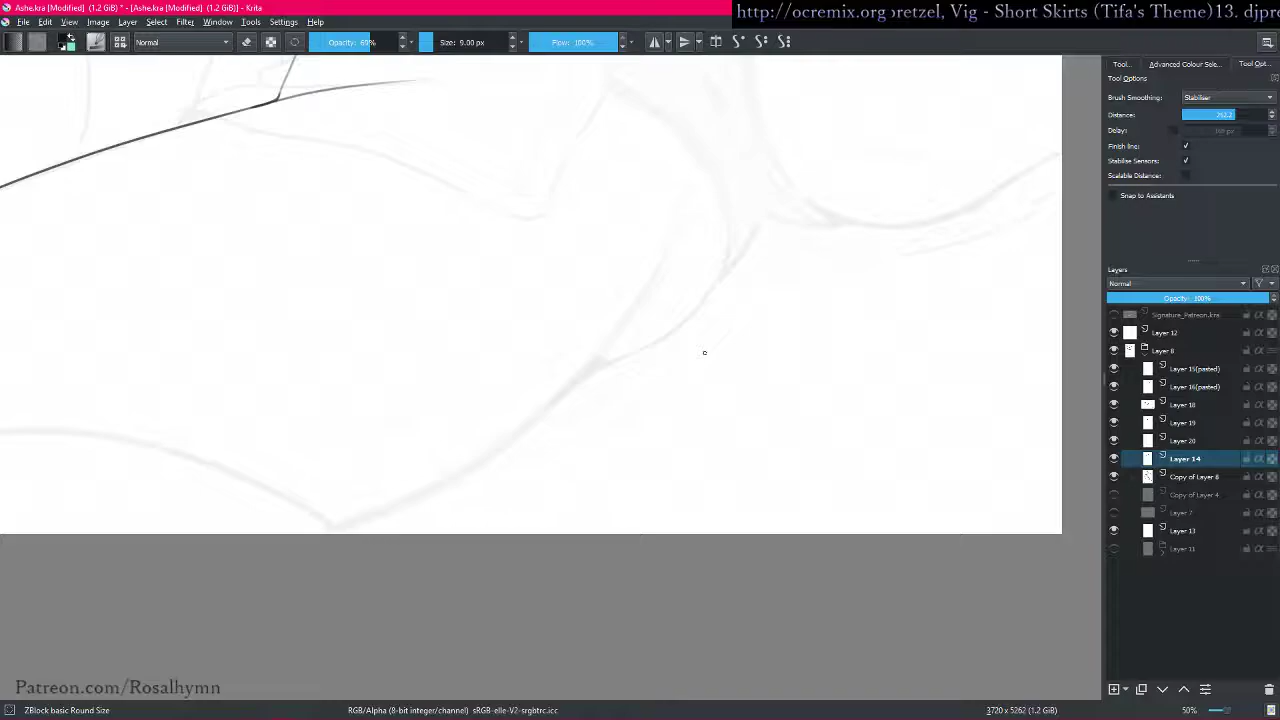 Ashe.kra [Modified] (1.2 GiB) * - [Ashe.kra [Modified] (1.2 GiB)] - Krita
http://ocremix.org pretzel, Vig - Short Skirts (Tifa's Theme)13. djpre
File Edit View Image Layer Select Filter Window Tools Settings Help
Normal Opacity: 69% Size: 9.00 px Flow: 100%
Tool... Advanced Colour Sele... Tool Opt...
Tool Options
Brush Smoothing: Stabiliser
Distance:
Delay:
Finish line:
Stabilise Sensors:
Scalable Distance:
Snap to Assistants
Layers
Normal
Opacity: 100%
Signature_Patreon.kra
Layer 12
Layer 8
Layer 15(pasted)
Layer 16(pasted)
Layer 18
Layer 19
Layer 20
Layer 14
Copy of Layer 6
Copy of Layer 4
Layer 7
Layer 13
Layer 11
Patreon.com/Rosalhymn
ZBlock basic Round Size RGB/Alpha (8-bit integer/channel) sRGB-elle-V2-srgbtrc.icc 3720 x 5262 (1.2 GiB) 50%